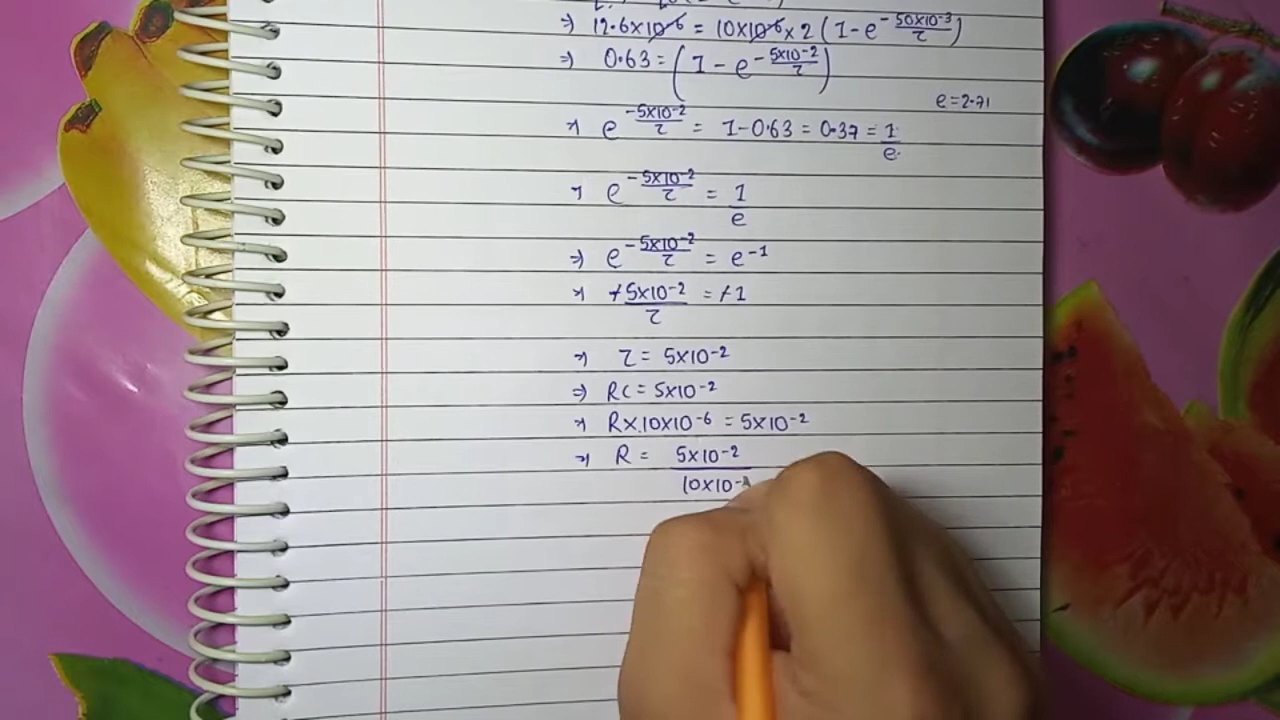 ⇒ 12.6×10⁻⁶ = 10×10⁻⁶ × 2 (1 - e^{-50×10⁻³/τ})
⇒ 0.63 = (1 - e^{-5×10⁻²/τ})
e = 2.71
⇒ e^{-5×10⁻²/τ} = 1 - 0.63 = 0.37 = 1/e
⇒ e^{-5×10⁻²/τ} = 1/e
⇒ e^{-5×10⁻²/τ} = e⁻¹
⇒ -5×10⁻²/τ = -1
⇒ τ = 5×10⁻²
⇒ RC = 5×10⁻²
⇒ R×10×10⁻⁶ = 5×10⁻²
⇒ R = 5×10⁻²/10×10⁻